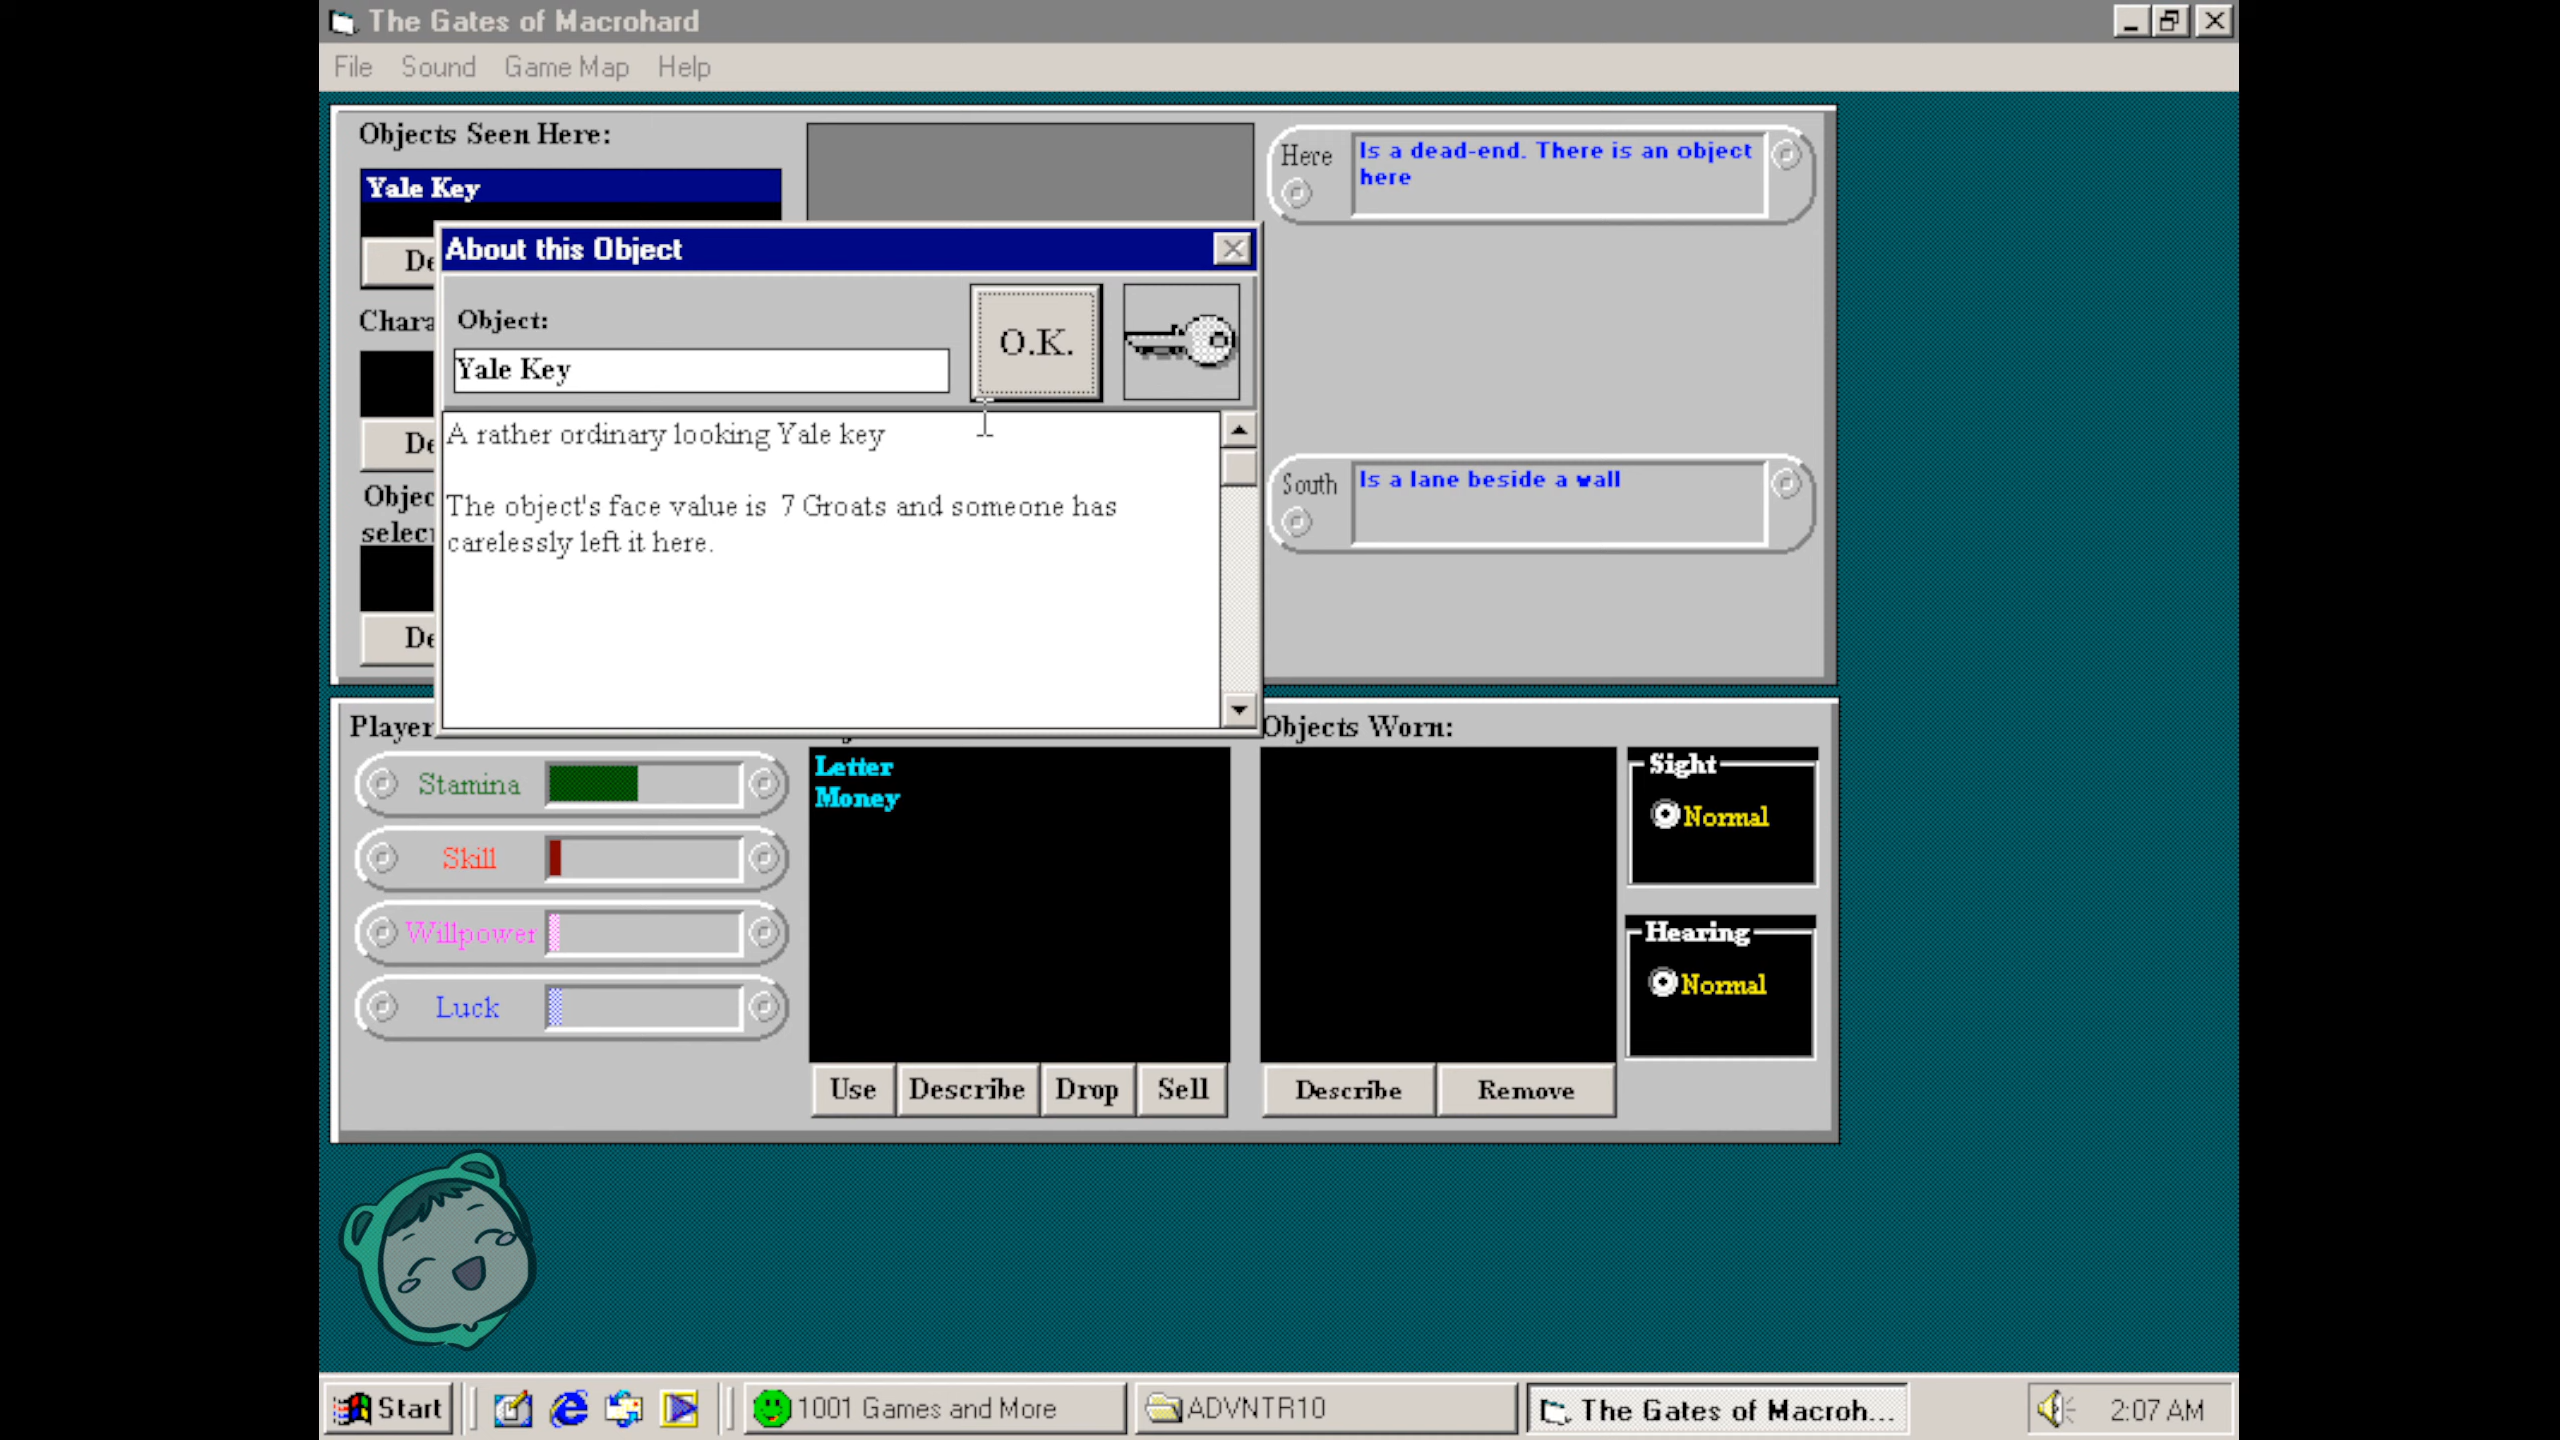 The Gates of Macrohard
File Sound Game Map Help
Objects Seen Here:
Yale Key
Here
Is a dead-end. There is an object
here
About this Object
Object:
O.K.
Yale Key
A rather ordinary looking Yale key
The object's face value is 7 Groats and someone has
carelessly left it here.
South
Is a lane beside a wall
Player
Objects Worn:
Stamina
Skill
Willpower
Luck
Letter
Money
Sight
Normal
Hearing
Normal
Use Describe Drop Sell
Describe Remove
Start
1001 Games and More
ADVNTR10
The Gates of Macroh...
2:07 AM